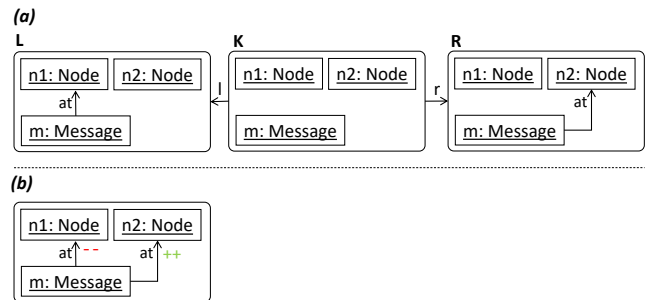 (a)
L
K
R
n1: Node n2: Node
n1: Node n2: Node
n1: Node n2: Node
at
l
r
at
m: Message
m: Message
m: Message
(b)
n1: Node n2: Node
at -- at ++
m: Message